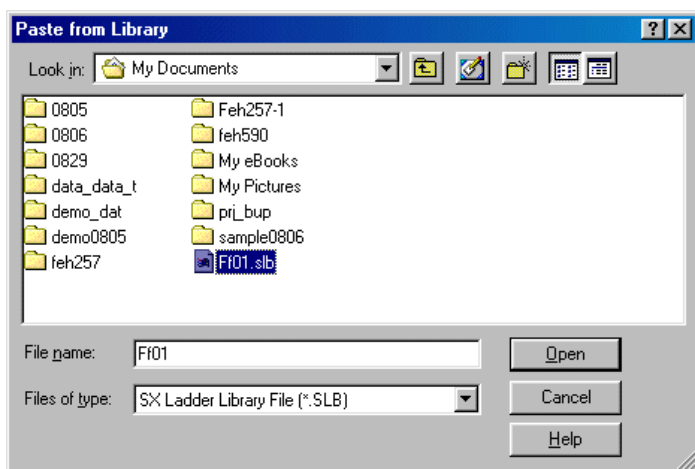 Paste from Library
Look in: My Documents
0805 Feh257-1
0806 feh590
0829 My eBooks
data_data_t My Pictures
demo_dat prj_bup
demo0805 sample0806
feh257 Ff01.slb
File name: Ff01 Open
Files of type: SX Ladder Library File (*.SLB) Cancel
Help